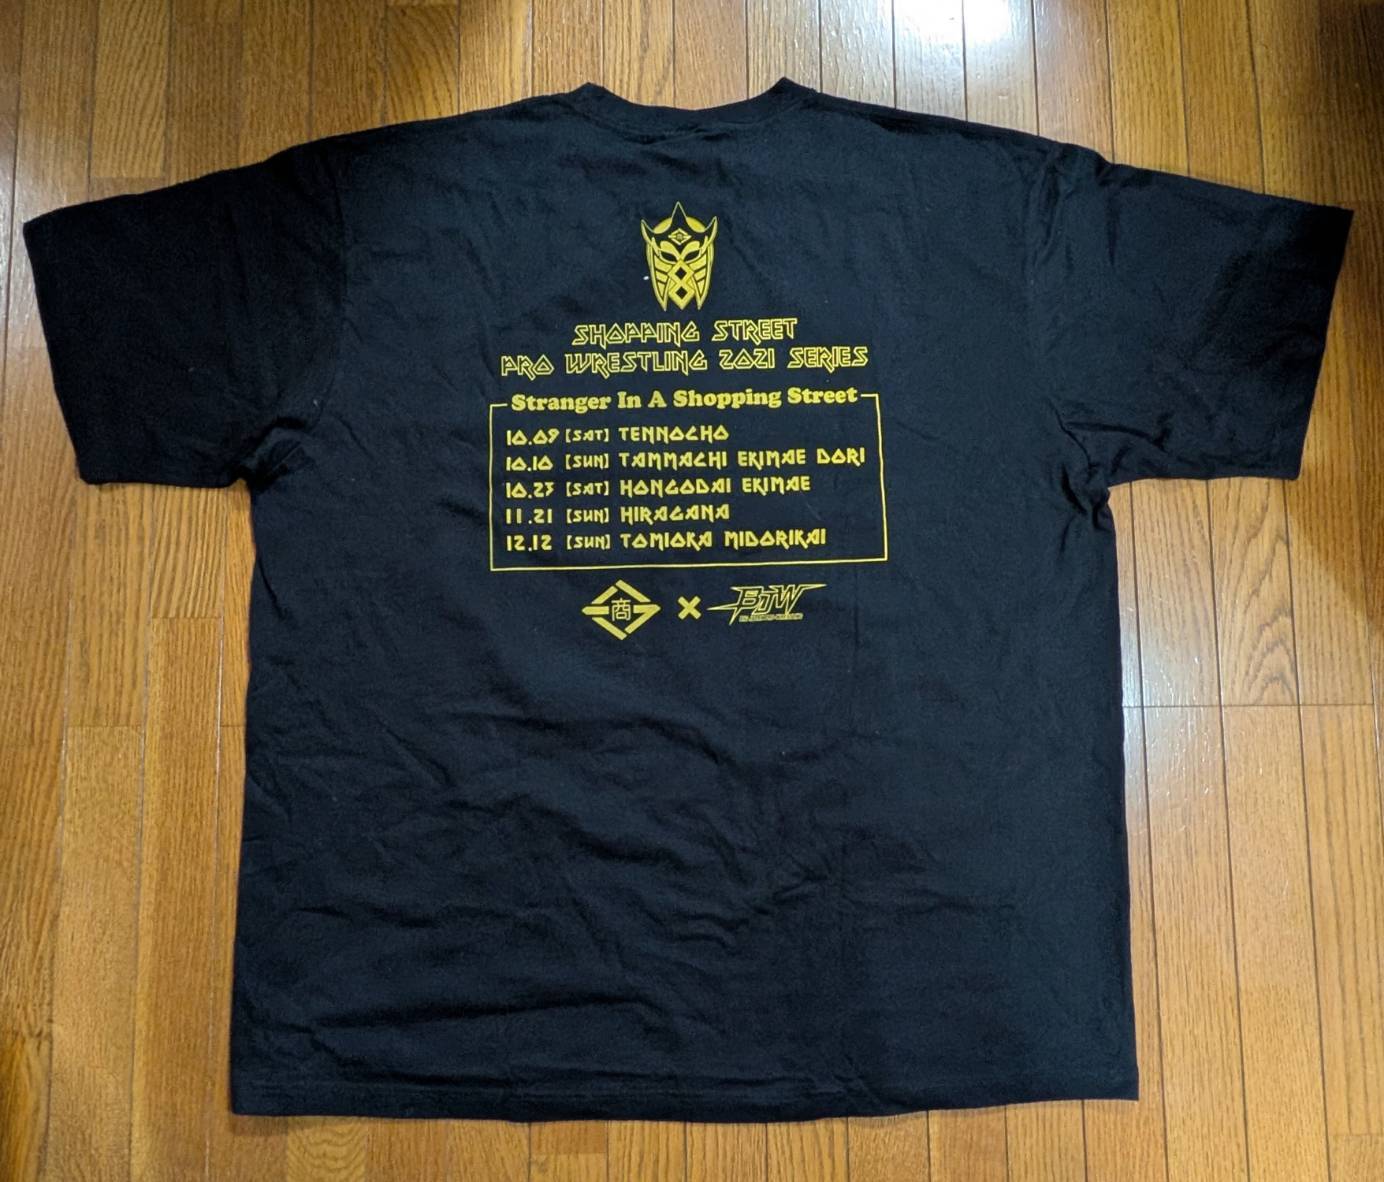 SHOPPING STREET
PRO WRESTLING 2021 SERIES
Stranger In A Shopping Street
10.09 [SAT] TENNOCHO
10.10 [SUN] TAMMACHI EKIMAE DORI
10.23 [SAT] HONGODAI EKIMAE
11.21 [SUN] HIRAGANA
12.12 [SUN] TOMIOKA MIDORIKAI
商 × BJW